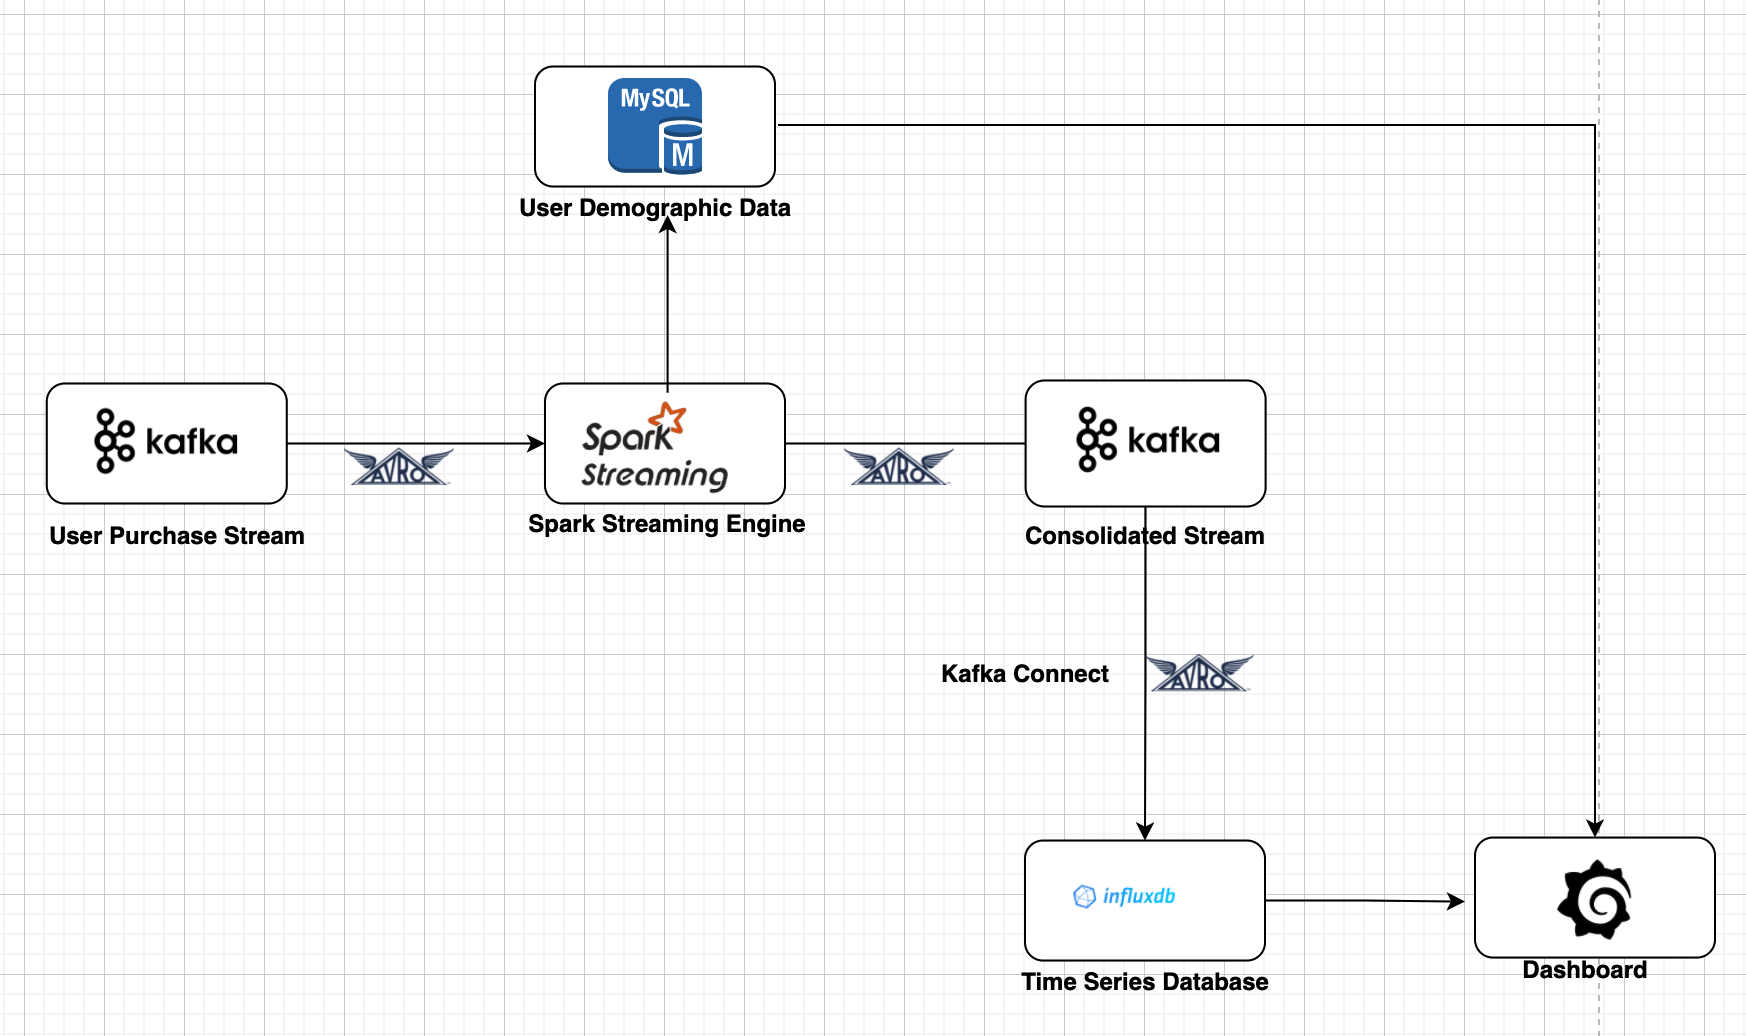 MySQL
M
User Demographic Data
kafka
User Purchase Stream
AVRO
Spark
Streaming
Spark Streaming Engine
AVRO
kafka
Consolidated Stream
Kafka Connect
AVRO
influxdb
Time Series Database
Dashboard